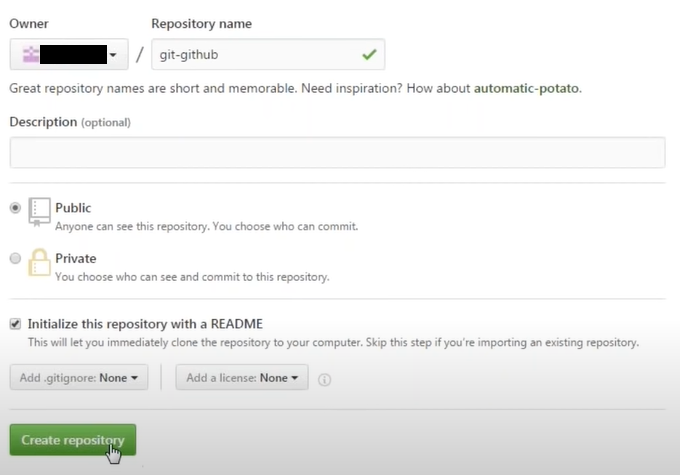 Owner Repository name
/ git-github
Great repository names are short and memorable. Need inspiration? How about automatic-potato.
Description (optional)
Public
Anyone can see this repository. You choose who can commit.
Private
You choose who can see and commit to this repository.
Initialize this repository with a README
This will let you immediately clone the repository to your computer. Skip this step if you're importing an existing repository.
Add .gitignore: None Add a license: None
Create repository